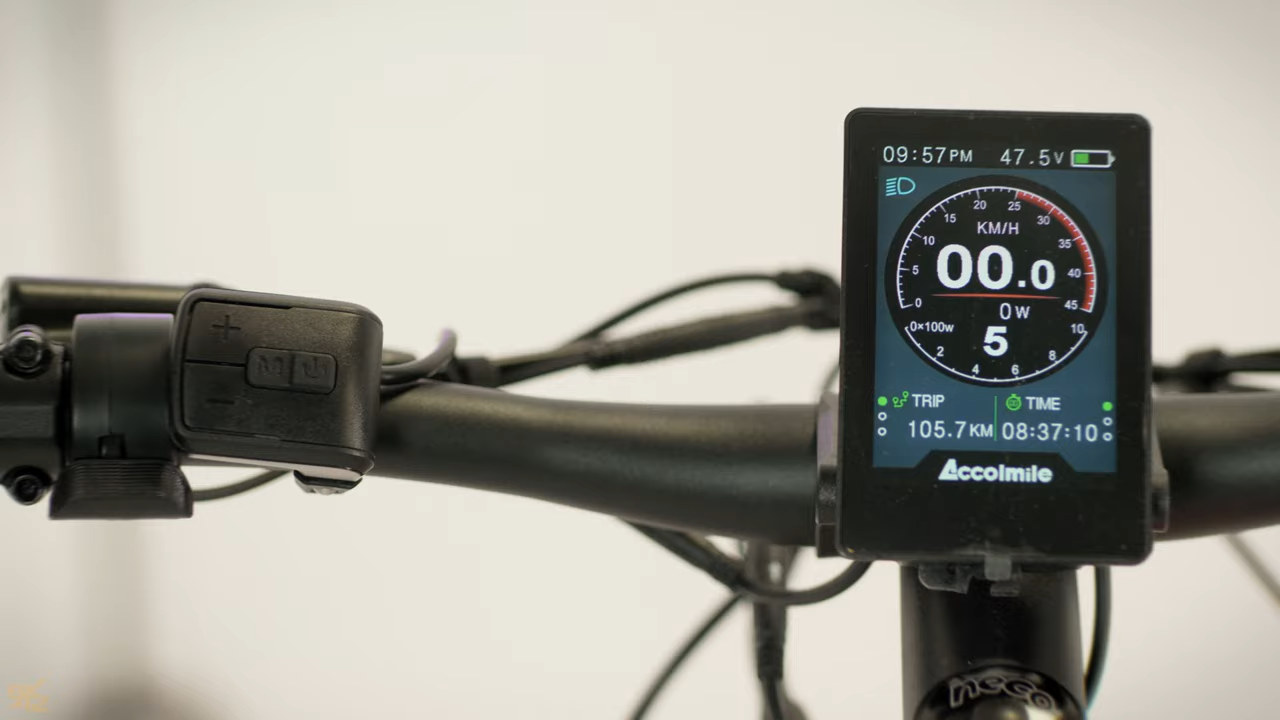 09:57PM 47.5V
KM/H
0 5 10 15 20 25 30 35 40 45
00.0
0W
5
0×100w 2 4 6 8 10
TRIP TIME
105.7KM 08:37:10
Accolmile
+
M
-
neco